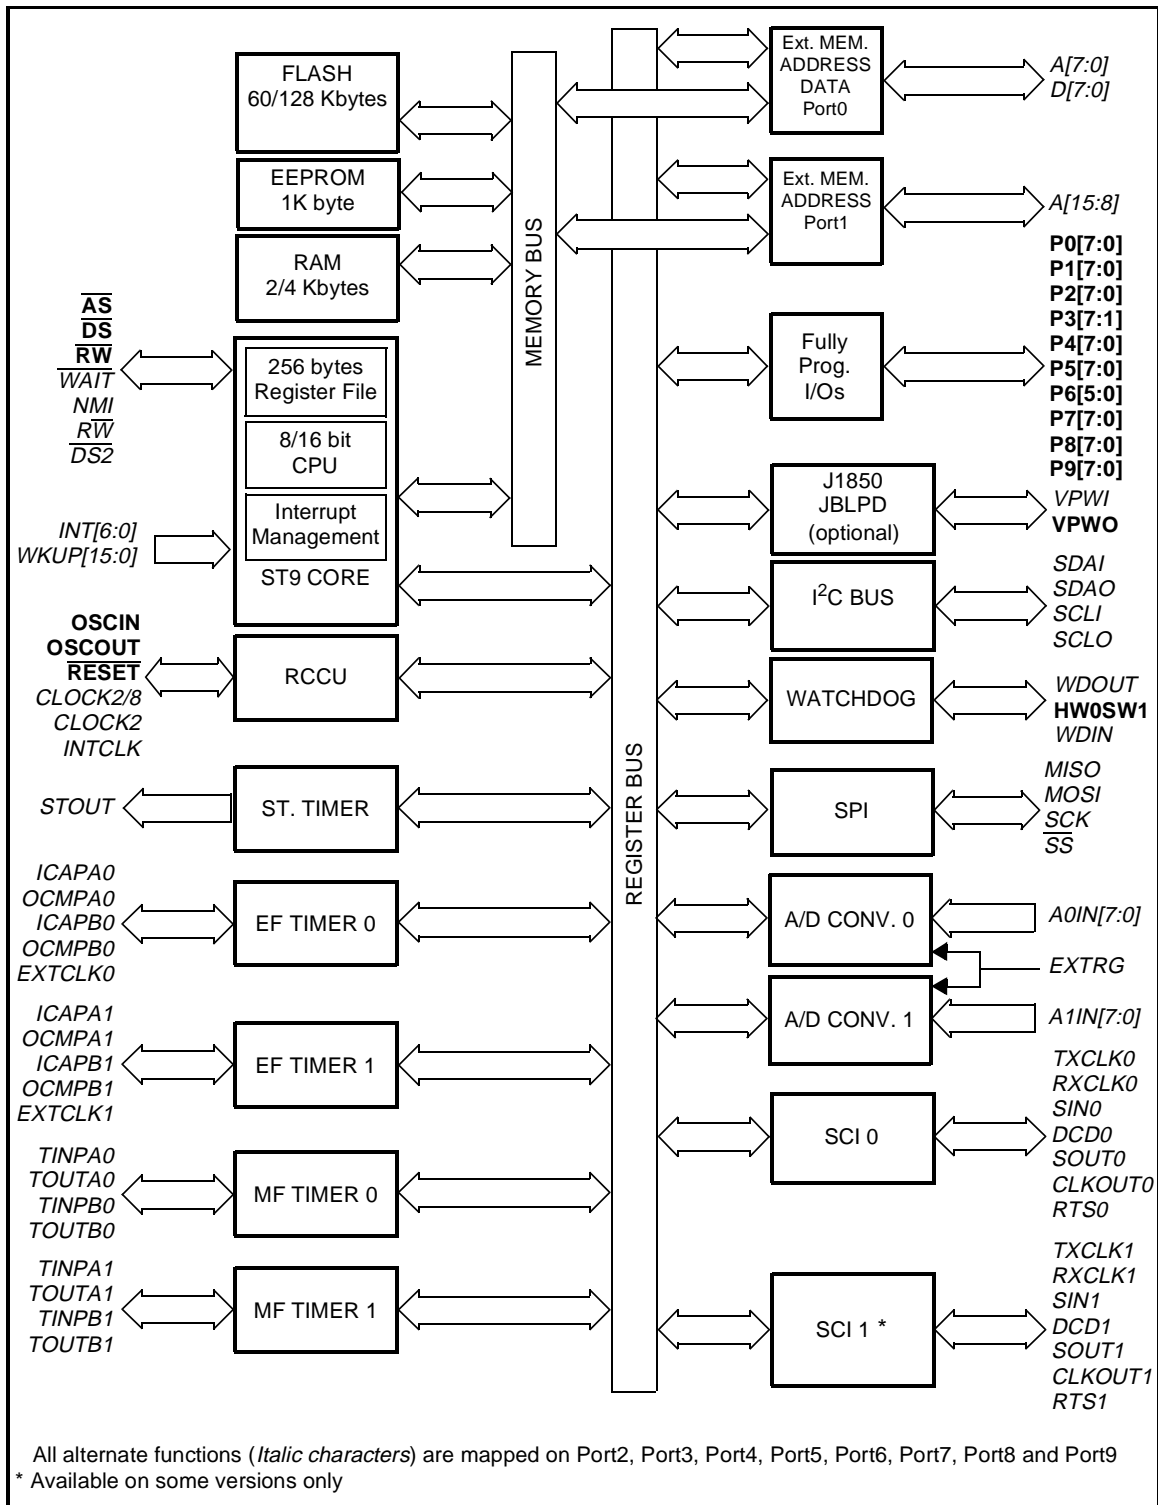 FLASH
60/128 Kbytes
EEPROM
1K byte
RAM
2/4 Kbytes
A̅S̅
D̅S̅
R̅W̅
W̅A̅I̅T̅
NMI
RW̅
D̅S̅2̅
256 bytes
Register File
8/16 bit
CPU
Interrupt
Management
ST9 CORE
INT[6:0]
WKUP[15:0]
OSCIN
OSCOUT
R̅E̅S̅E̅T̅
CLOCK2/8
CLOCK2
INTCLK
RCCU
STOUT
ST. TIMER
ICAPA0
OCMPA0
ICAPB0
OCMPB0
EXTCLK0
EF TIMER 0
ICAPA1
OCMPA1
ICAPB1
OCMPB1
EXTCLK1
EF TIMER 1
TINPA0
TOUTA0
TINPB0
TOUTB0
MF TIMER 0
TINPA1
TOUTA1
TINPB1
TOUTB1
MF TIMER 1
MEMORY BUS
REGISTER BUS
Ext. MEM.
ADDRESS
DATA
Port0
A[7:0]
D[7:0]
Ext. MEM.
ADDRESS
Port1
A[15:8]
Fully
Prog.
I/Os
P0[7:0]
P1[7:0]
P2[7:0]
P3[7:1]
P4[7:0]
P5[7:0]
P6[5:0]
P7[7:0]
P8[7:0]
P9[7:0]
J1850
JBLPD
(optional)
VPWI
VPWO
I²C BUS
SDAI
SDAO
SCLI
SCLO
WATCHDOG
WDOUT
HW0SW1
WDIN
SPI
MISO
MOSI
SCK
S̅S̅
A/D CONV. 0
A0IN[7:0]
EXTRG
A/D CONV. 1
A1IN[7:0]
SCI 0
TXCLK0
RXCLK0
SIN0
DCD0
SOUT0
CLKOUT0
RTS0
SCI 1 *
TXCLK1
RXCLK1
SIN1
DCD1
SOUT1
CLKOUT1
RTS1
All alternate functions (Italic characters) are mapped on Port2, Port3, Port4, Port5, Port6, Port7, Port8 and Port9
* Available on some versions only